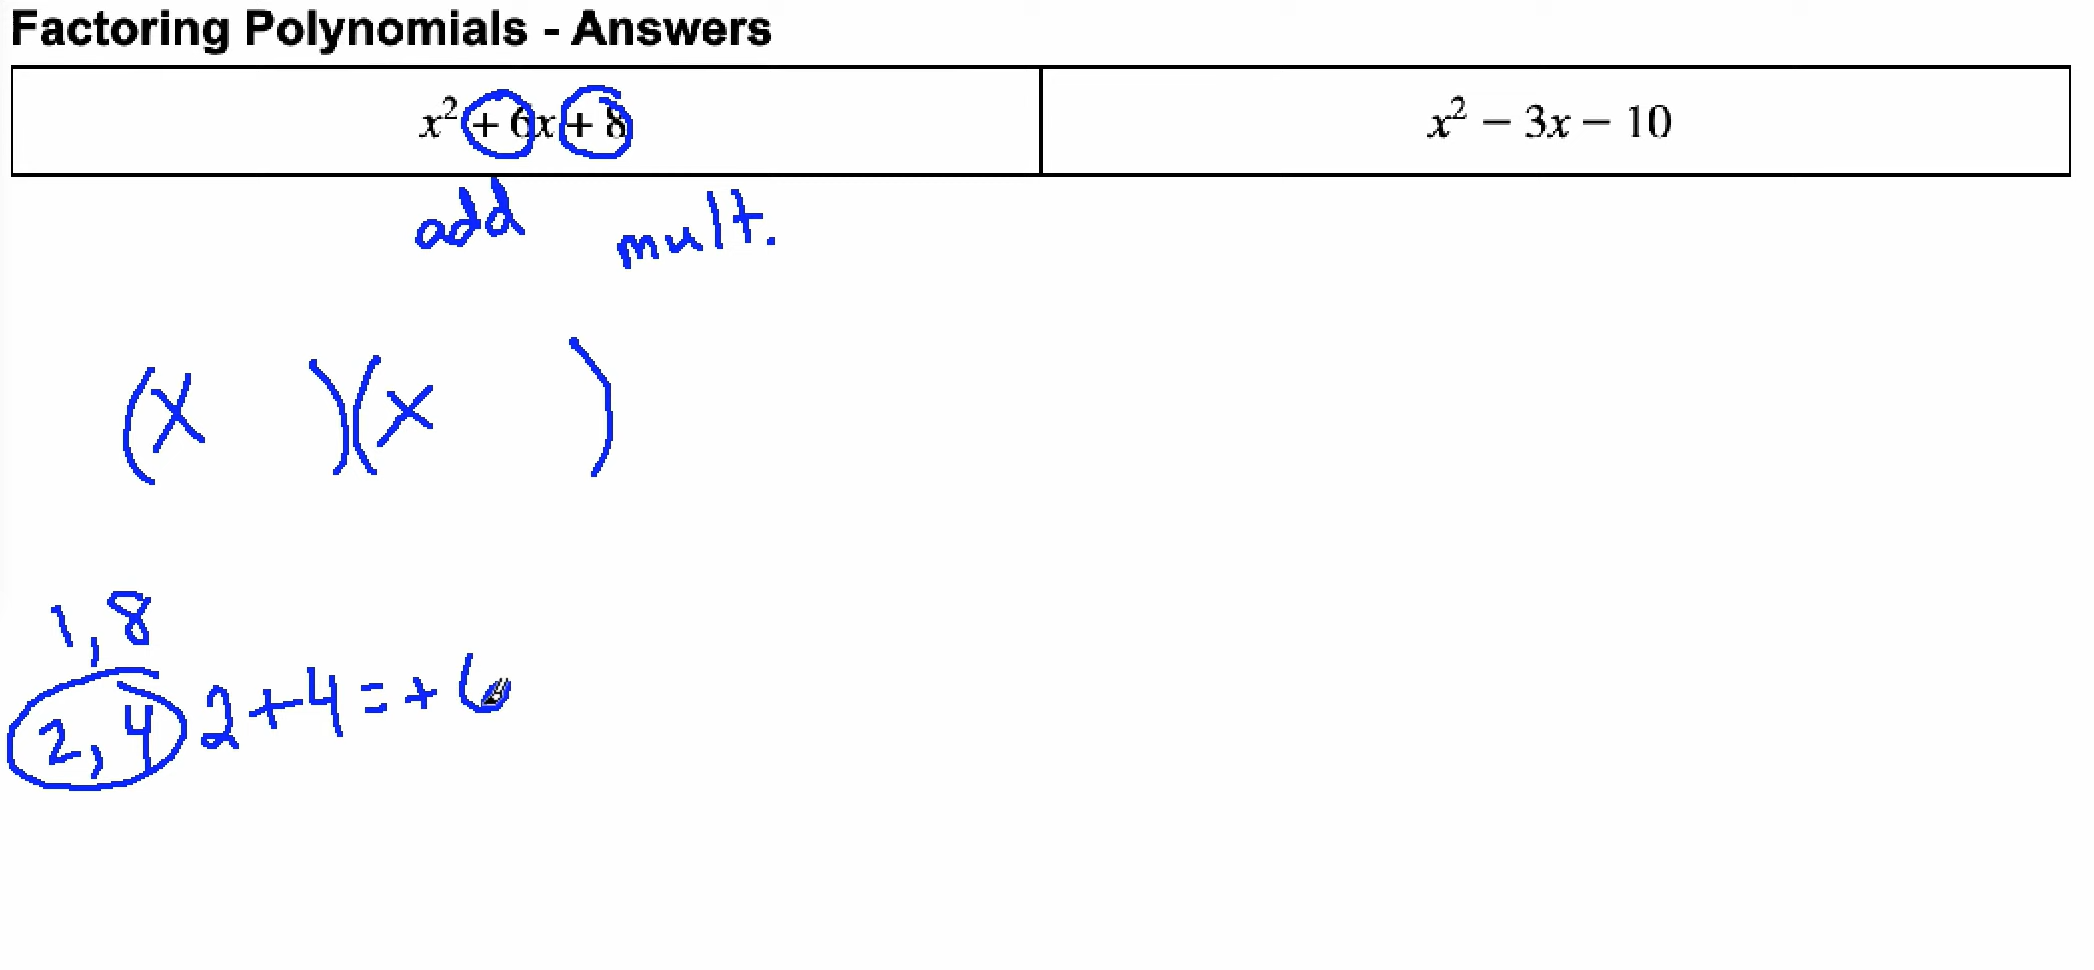 Factoring Polynomials - Answers
x² + 6x + 8
x² − 3x − 10
add mult.
(x )(x )
1, 8
2, 4 2+4=+6